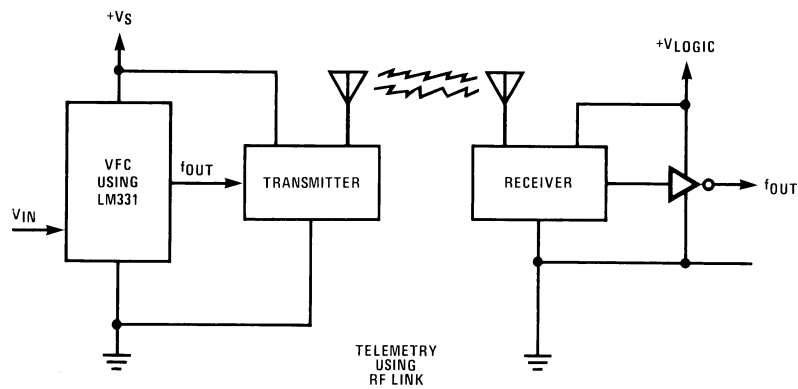 +VS
VFC
USING
LM331
VIN
fOUT
TRANSMITTER
RECEIVER
+VLOGIC
fOUT
TELEMETRY
USING
RF LINK